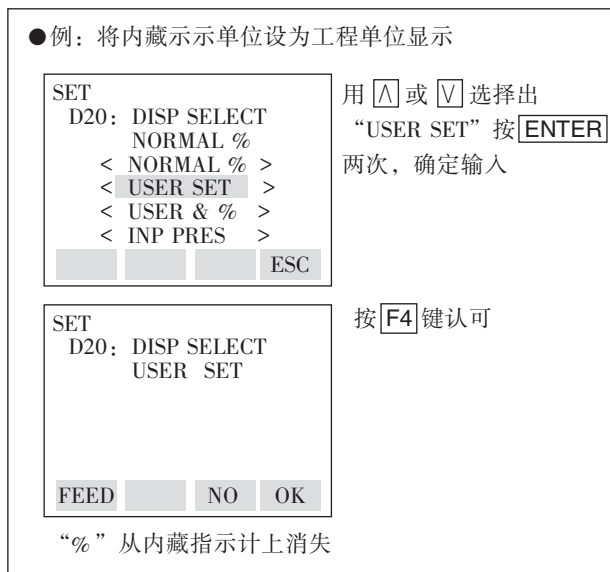 ●例：将内藏示示单位设为工程单位显示
SET
D20：DISP SELECT
NORMAL %
< NORMAL % >
< USER SET >
< USER & % >
< INP PRES >
ESC
用 ⋀ 或 ⋁ 选择出
“USER SET”按 ENTER
两次，确定输入
SET
D20：DISP SELECT
USER SET
FEED NO OK
按 F4 键认可
“%”从内藏指示计上消失